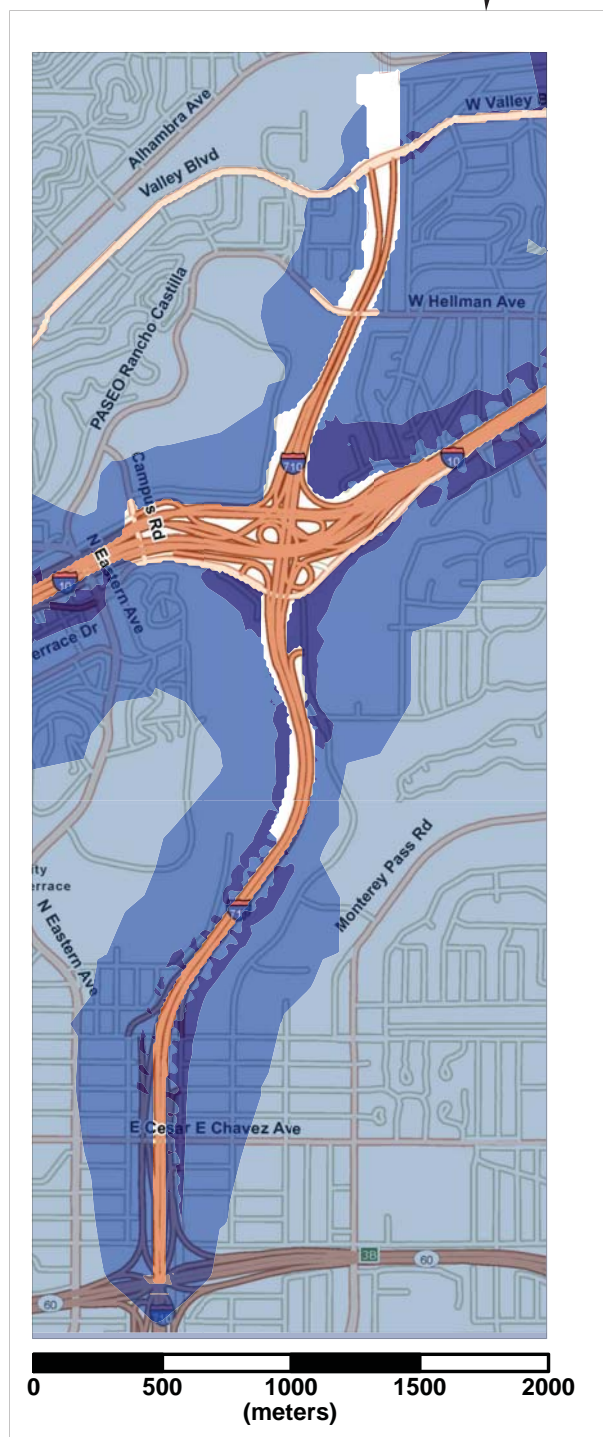 Alhambra Ave
W Valley
Valley Blvd
W Hellman Ave
PASEO Rancho Castilla
710
10
Campus Rd
N Eastern Ave
10
errace Dr
Monterey Pass Rd
ity
errace
N Eastern Ave
E Cesar E Chavez Ave
3B
60
60
0 500 1000 1500 2000
(meters)